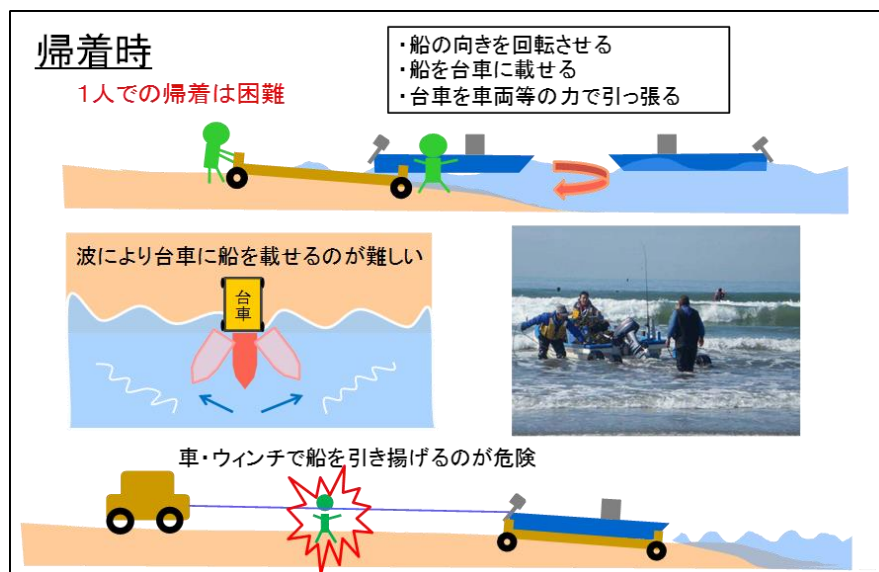 帰着時
1人での帰着は困難
・船の向きを回転させる
・船を台車に載せる
・台車を車両等の力で引っ張る
波により台車に船を載せるのが難しい
台
車
車・ウィンチで船を引き揚げるのが危険